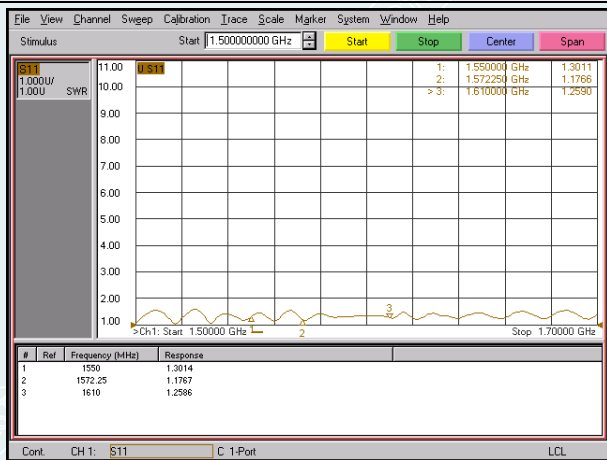 File View Channel Sweep Calibration Trace Scale Marker System Window Help
Stimulus Start 1.500000000 GHz Start Stop Center Span
S11
1.000U/
1.00U SWR
11.00
10.00
9.00
8.00
7.00
6.00
5.00
4.00
3.00
2.00
1.00
U S11
1: 1.550000 GHz 1.3011
2: 1.572250 GHz 1.1766
> 3: 1.610000 GHz 1.2590
1
2
3
>Ch1: Start 1.50000 GHz
Stop 1.70000 GHz
# Ref Frequency (MHz) Response
1 1550 1.3014
2 1572.25 1.1767
3 1610 1.2586
Cont. CH 1: S11 C 1-Port LCL